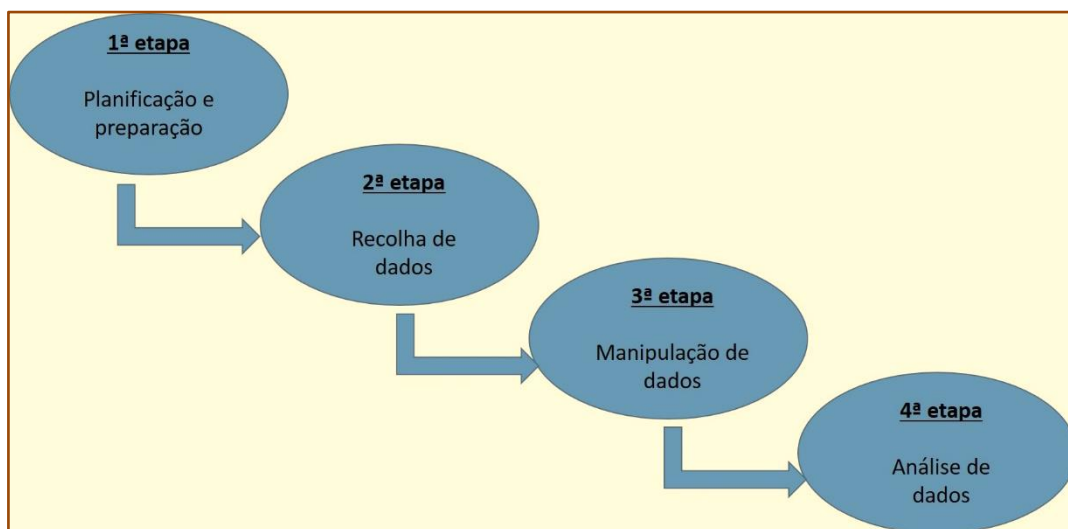 1ª etapa
Planificação e
preparação
2ª etapa
Recolha de
dados
3ª etapa
Manipulação de
dados
4ª etapa
Análise de
dados